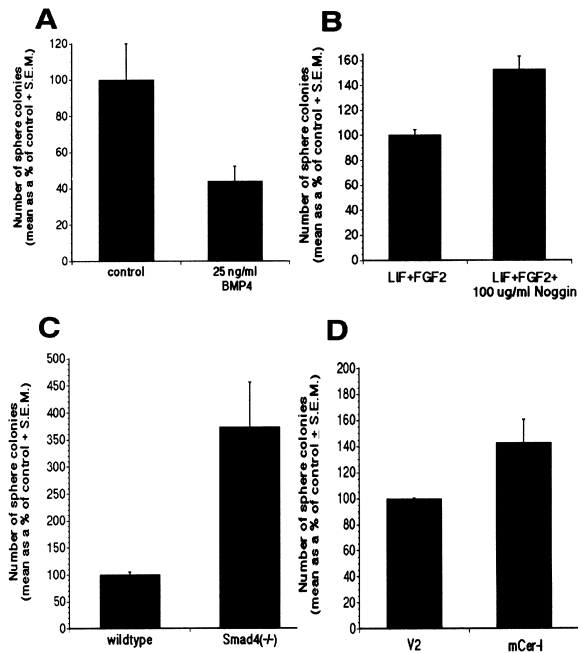 A
Number of sphere colonies
(mean as a % of control + S.E.M.)
120
100
80
60
40
20
0
control
25 ng/ml
BMP4
B
Number of sphere colonies
(mean as a % of control + S.E.M.)
160
140
120
100
80
60
40
20
0
LIF+FGF2
LIF+FGF2+
100 ug/ml Noggin
C
Number of sphere colonies
(mean as a % of control + S.E.M.)
500
450
400
350
300
250
200
150
100
50
0
wildtype
Smad4(-/-)
D
Number of sphere colonies
(mean as a % of control ± S.E.M.)
200
180
160
140
120
100
80
60
40
20
0
V2
mCer-l